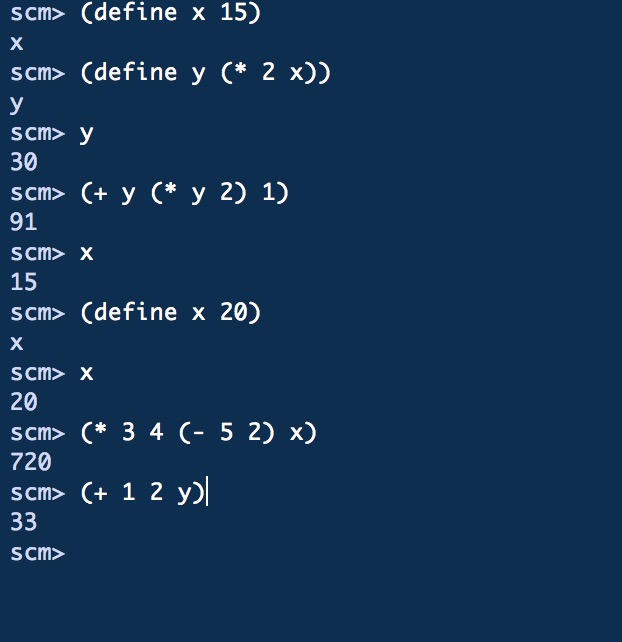 scm> (define x 15)
x
scm> (define y (* 2 x))
y
scm> y
30
scm> (+ y (* y 2) 1)
91
scm> x
15
scm> (define x 20)
x
scm> x
20
scm> (* 3 4 (- 5 2) x)
720
scm> (+ 1 2 y)
33
scm>